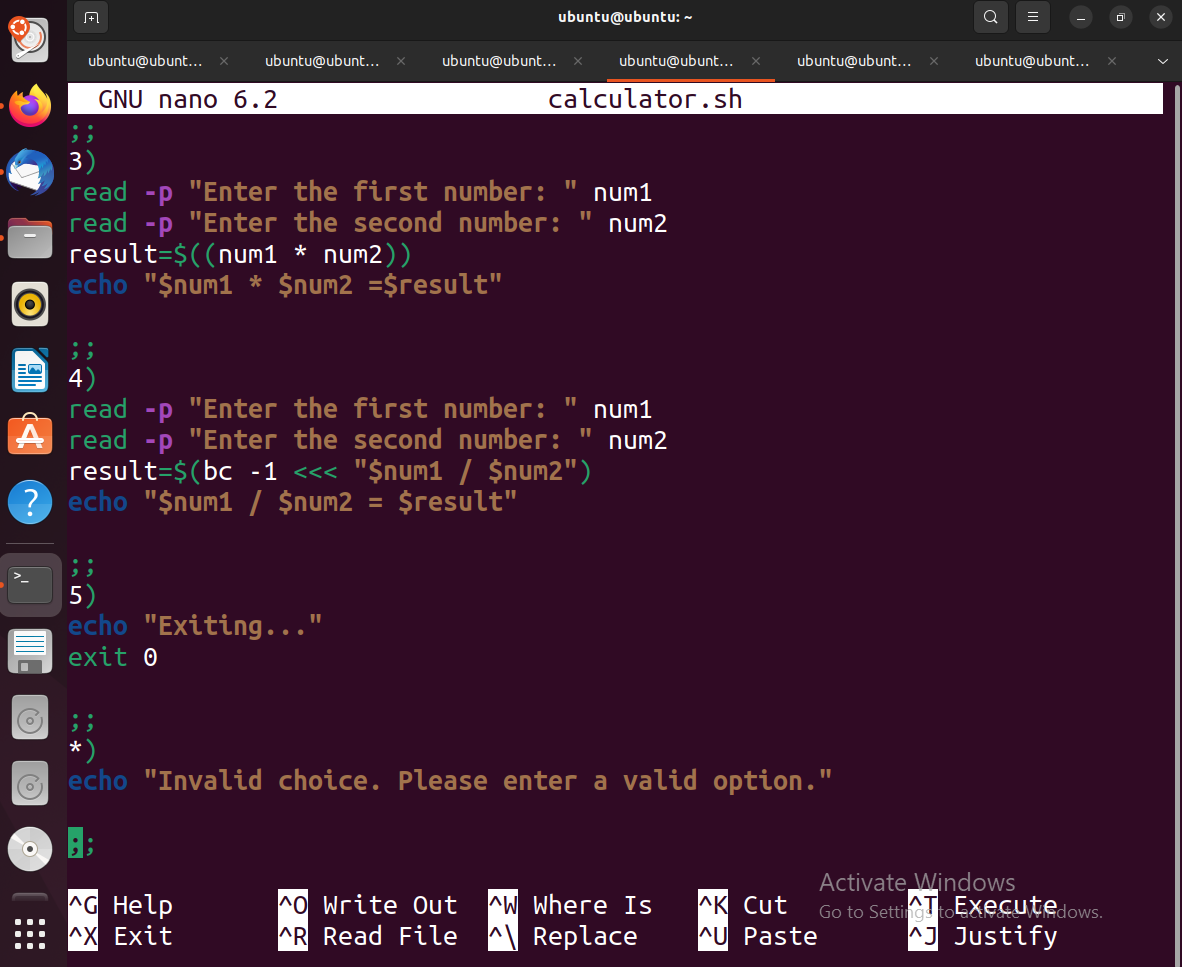 ubuntu@ubuntu: ~
ubuntu@ubunt...
ubuntu@ubunt...
ubuntu@ubunt...
ubuntu@ubunt...
ubuntu@ubunt...
ubuntu@ubunt...
GNU nano 6.2 calculator.sh
;;
3)
read -p "Enter the first number: " num1
read -p "Enter the second number: " num2
result=$((num1 * num2))
echo "$num1 * $num2 =$result"
;;
4)
read -p "Enter the first number: " num1
read -p "Enter the second number: " num2
result=$(bc -1 <<< "$num1 / $num2")
echo "$num1 / $num2 = $result"
;;
5)
echo "Exiting..."
exit 0
;;
*)
echo "Invalid choice. Please enter a valid option."
;;
Activate Windows
Go to Settings to activate Windows.
^G Help ^O Write Out ^W Where Is ^K Cut ^T Execute
^X Exit ^R Read File ^\ Replace ^U Paste ^J Justify